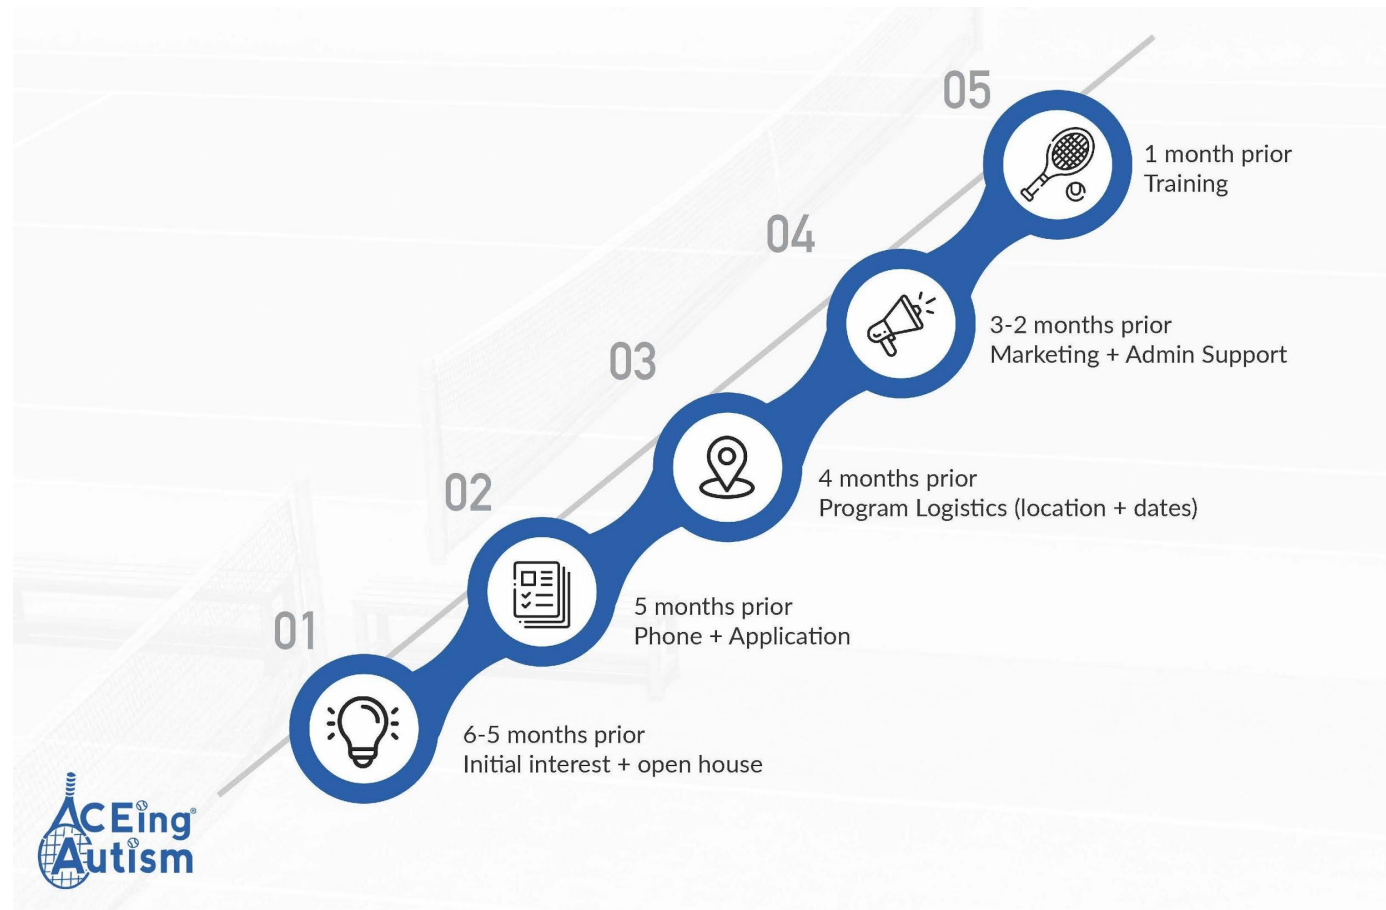 05
1 month prior
Training
04
3-2 months prior
Marketing + Admin Support
03
4 months prior
Program Logistics (location + dates)
02
5 months prior
Phone + Application
01
6-5 months prior
Initial interest + open house
ACEing®
Autism